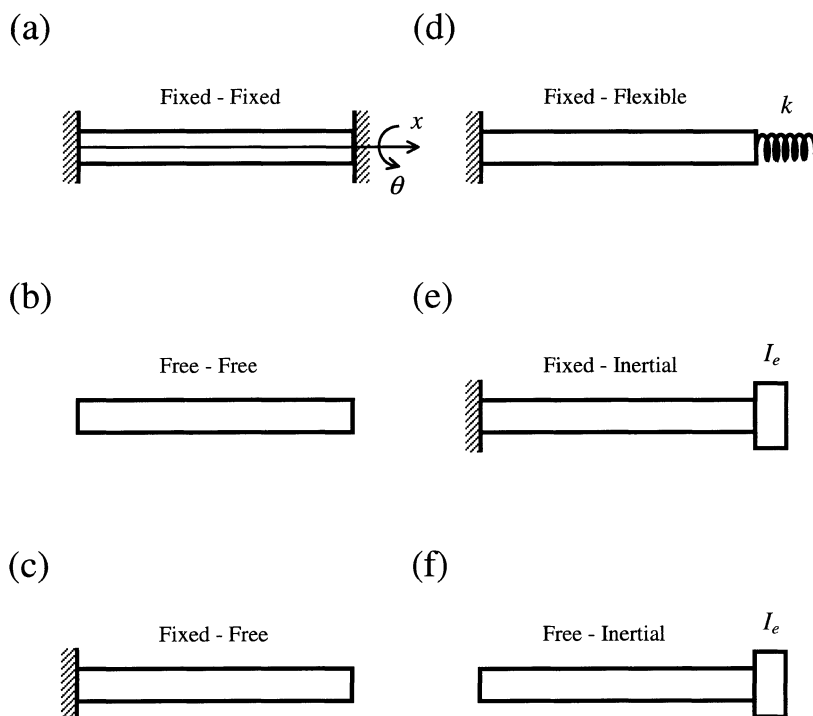 (a)
Fixed - Fixed
x
θ
(d)
Fixed - Flexible
k
(b)
Free - Free
(e)
Fixed - Inertial
I_e
(c)
Fixed - Free
(f)
Free - Inertial
I_e